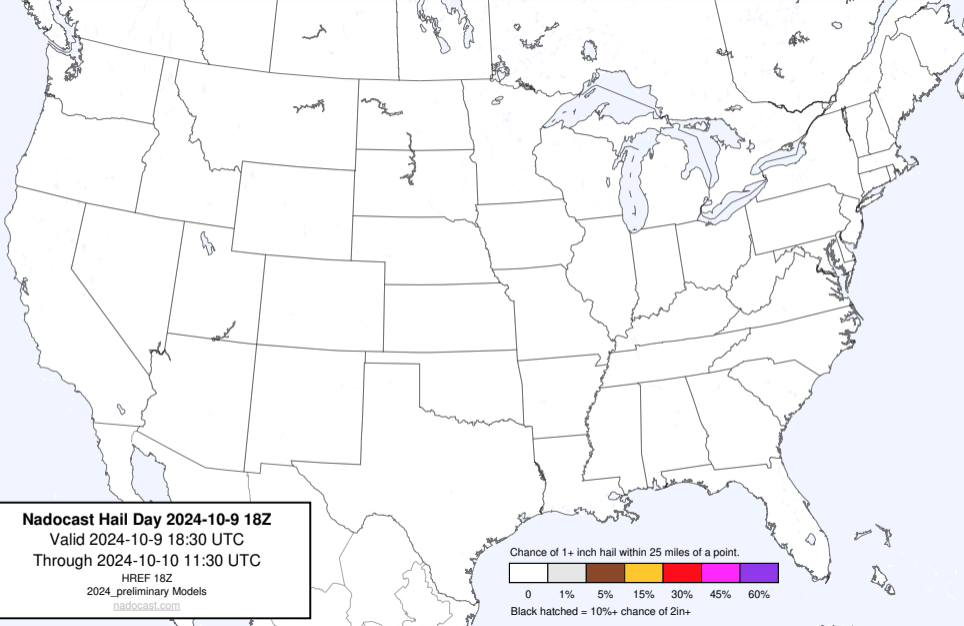 Nadocast Hail Day 2024-10-9 18Z
Valid 2024-10-9 18:30 UTC
Through 2024-10-10 11:30 UTC
HREF 18Z
2024_preliminary Models
nadocast.com
Chance of 1+ inch hail within 25 miles of a point.
0 1% 5% 15% 30% 45% 60%
Black hatched = 10%+ chance of 2in+